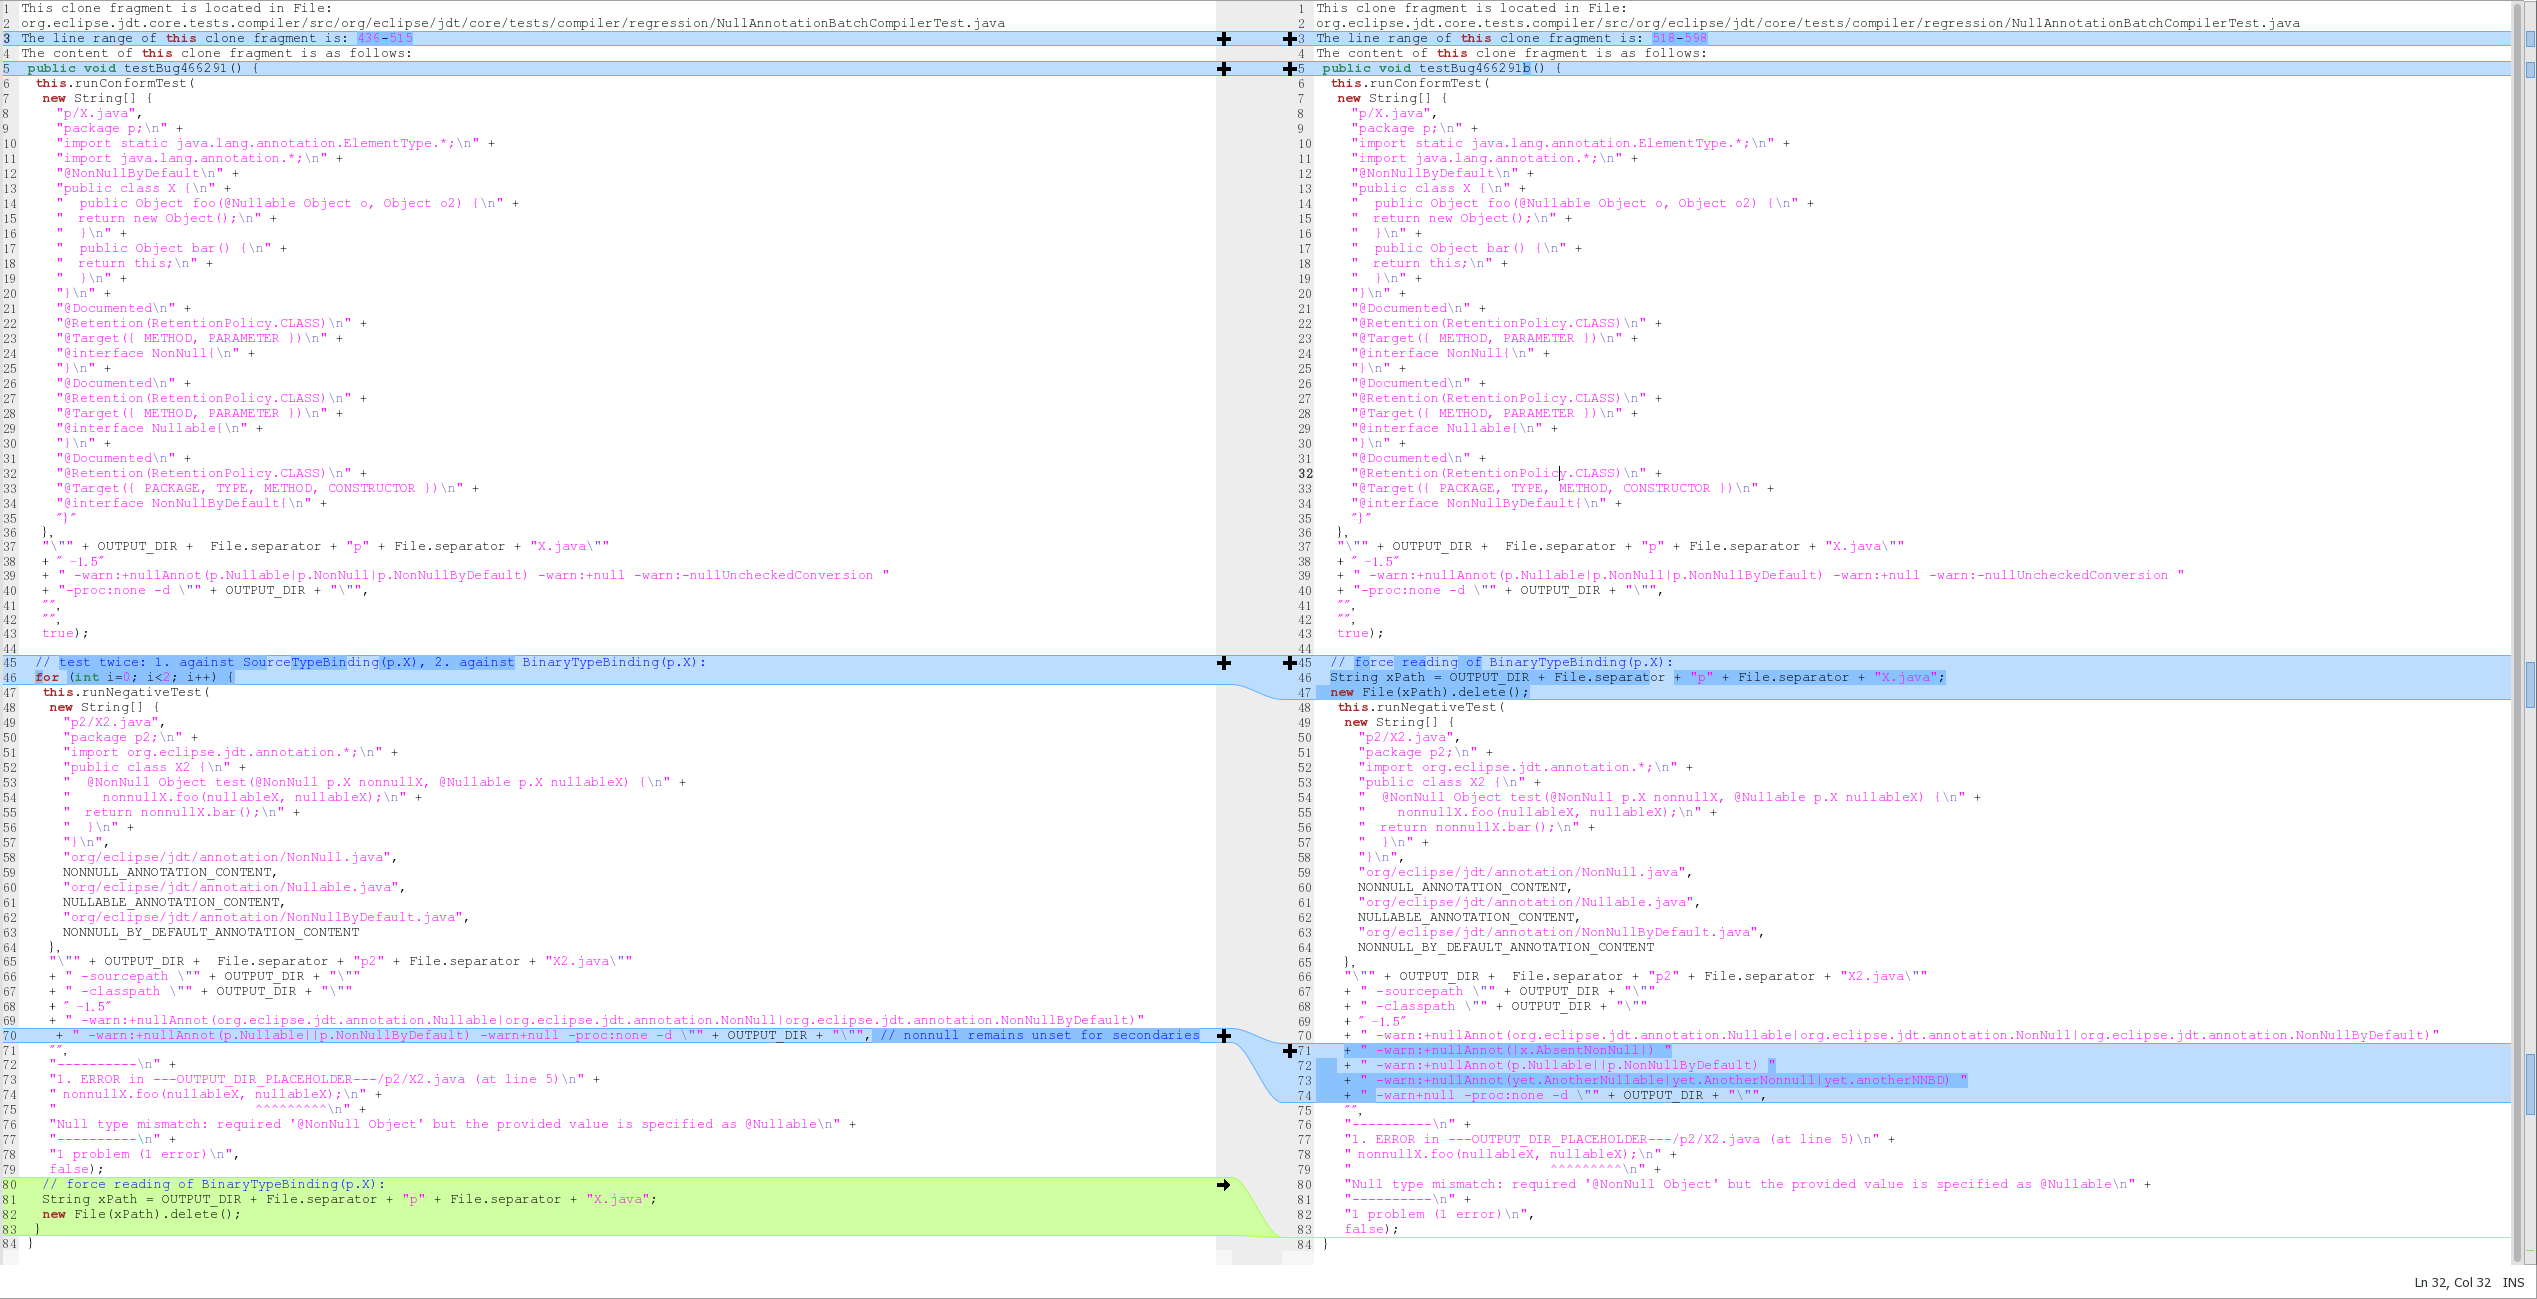 1 This clone fragment is located in File:
2 org.eclipse.jdt.core.tests.compiler/src/org/eclipse/jdt/core/tests/compiler/regression/NullAnnotationBatchCompilerTest.java
3 The line range of this clone fragment is: 436-515
4 The content of this clone fragment is as follows:
5 public void testBug466291() {
6 this.runConformTest(
7 new String[] {
8 "p/X.java",
9 "package p;\n" +
10 "import static java.lang.annotation.ElementType.*;\n" +
11 "import java.lang.annotation.*;\n" +
12 "@NonNullByDefault\n" +
13 "public class X {\n" +
14 "  public Object foo(@Nullable Object o, Object o2) {\n" +
15 "  return new Object();\n" +
16 "  }\n" +
17 "  public Object bar() {\n" +
18 "  return this;\n" +
19 "  }\n" +
20 "}\n" +
21 "@Documented\n" +
22 "@Retention(RetentionPolicy.CLASS)\n" +
23 "@Target({ METHOD, PARAMETER })\n" +
24 "@interface NonNull{\n" +
25 "}\n" +
26 "@Documented\n" +
27 "@Retention(RetentionPolicy.CLASS)\n" +
28 "@Target({ METHOD, PARAMETER })\n" +
29 "@interface Nullable{\n" +
30 "}\n" +
31 "@Documented\n" +
32 "@Retention(RetentionPolicy.CLASS)\n" +
33 "@Target({ PACKAGE, TYPE, METHOD, CONSTRUCTOR })\n" +
34 "@interface NonNullByDefault{\n" +
35 "}"
36 },
37 "\"" + OUTPUT_DIR +  File.separator + "p" + File.separator + "X.java\""
38 + " -1.5"
39 + " -warn:+nullAnnot(p.Nullable|p.NonNull|p.NonNullByDefault) -warn:+null -warn:-nullUncheckedConversion "
40 + "-proc:none -d \"" + OUTPUT_DIR + "\"",
41 "",
42 "",
43 true);
44
45 // test twice: 1. against SourceTypeBinding(p.X), 2. against BinaryTypeBinding(p.X):
46 for (int i=0; i<2; i++) {
47 this.runNegativeTest(
48 new String[] {
49 "p2/X2.java",
50 "package p2;\n" +
51 "import org.eclipse.jdt.annotation.*;\n" +
52 "public class X2 {\n" +
53 "  @NonNull Object test(@NonNull p.X nonnullX, @Nullable p.X nullableX) {\n" +
54 "    nonnullX.foo(nullableX, nullableX);\n" +
55 "  return nonnullX.bar();\n" +
56 "  }\n" +
57 "}\n",
58 "org/eclipse/jdt/annotation/NonNull.java",
59 NONNULL_ANNOTATION_CONTENT,
60 "org/eclipse/jdt/annotation/Nullable.java",
61 NULLABLE_ANNOTATION_CONTENT,
62 "org/eclipse/jdt/annotation/NonNullByDefault.java",
63 NONNULL_BY_DEFAULT_ANNOTATION_CONTENT
64 },
65 "\"" + OUTPUT_DIR +  File.separator + "p2" + File.separator + "X2.java\""
66 + " -sourcepath \"" + OUTPUT_DIR + "\""
67 + " -classpath \"" + OUTPUT_DIR + "\""
68 + " -1.5"
69 + " -warn:+nullAnnot(org.eclipse.jdt.annotation.Nullable|org.eclipse.jdt.annotation.NonNull|org.eclipse.jdt.annotation.NonNullByDefault)"
70 + " -warn:+nullAnnot(p.Nullable||p.NonNullByDefault) -warn+null -proc:none -d \"" + OUTPUT_DIR + "\"", // nonnull remains unset for secondaries
71 "",
72 "----------\n" +
73 "1. ERROR in ---OUTPUT_DIR_PLACEHOLDER---/p2/X2.java (at line 5)\n" +
74 " nonnullX.foo(nullableX, nullableX);\n" +
75 "                         ^^^^^^^^^\n" +
76 "Null type mismatch: required '@NonNull Object' but the provided value is specified as @Nullable\n" +
77 "----------\n" +
78 "1 problem (1 error)\n",
79 false);
80 // force reading of BinaryTypeBinding(p.X):
81 String xPath = OUTPUT_DIR + File.separator + "p" + File.separator + "X.java";
82 new File(xPath).delete();
83 }
84 }
1 This clone fragment is located in File:
2 org.eclipse.jdt.core.tests.compiler/src/org/eclipse/jdt/core/tests/compiler/regression/NullAnnotationBatchCompilerTest.java
3 The line range of this clone fragment is: 518-598
4 The content of this clone fragment is as follows:
5 public void testBug466291b() {
6 this.runConformTest(
7 new String[] {
8 "p/X.java",
9 "package p;\n" +
10 "import static java.lang.annotation.ElementType.*;\n" +
11 "import java.lang.annotation.*;\n" +
12 "@NonNullByDefault\n" +
13 "public class X {\n" +
14 "  public Object foo(@Nullable Object o, Object o2) {\n" +
15 "  return new Object();\n" +
16 "  }\n" +
17 "  public Object bar() {\n" +
18 "  return this;\n" +
19 "  }\n" +
20 "}\n" +
21 "@Documented\n" +
22 "@Retention(RetentionPolicy.CLASS)\n" +
23 "@Target({ METHOD, PARAMETER })\n" +
24 "@interface NonNull{\n" +
25 "}\n" +
26 "@Documented\n" +
27 "@Retention(RetentionPolicy.CLASS)\n" +
28 "@Target({ METHOD, PARAMETER })\n" +
29 "@interface Nullable{\n" +
30 "}\n" +
31 "@Documented\n" +
32 "@Retention(RetentionPolicy.CLASS)\n" +
33 "@Target({ PACKAGE, TYPE, METHOD, CONSTRUCTOR })\n" +
34 "@interface NonNullByDefault{\n" +
35 "}"
36 },
37 "\"" + OUTPUT_DIR +  File.separator + "p" + File.separator + "X.java\""
38 + " -1.5"
39 + " -warn:+nullAnnot(p.Nullable|p.NonNull|p.NonNullByDefault) -warn:+null -warn:-nullUncheckedConversion "
40 + "-proc:none -d \"" + OUTPUT_DIR + "\"",
41 "",
42 "",
43 true);
44
45 // force reading of BinaryTypeBinding(p.X):
46 String xPath = OUTPUT_DIR + File.separator + "p" + File.separator + "X.java";
47 new File(xPath).delete();
48 this.runNegativeTest(
49 new String[] {
50 "p2/X2.java",
51 "package p2;\n" +
52 "import org.eclipse.jdt.annotation.*;\n" +
53 "public class X2 {\n" +
54 "  @NonNull Object test(@NonNull p.X nonnullX, @Nullable p.X nullableX) {\n" +
55 "    nonnullX.foo(nullableX, nullableX);\n" +
56 "  return nonnullX.bar();\n" +
57 "  }\n" +
58 "}\n",
59 "org/eclipse/jdt/annotation/NonNull.java",
60 NONNULL_ANNOTATION_CONTENT,
61 "org/eclipse/jdt/annotation/Nullable.java",
62 NULLABLE_ANNOTATION_CONTENT,
63 "org/eclipse/jdt/annotation/NonNullByDefault.java",
64 NONNULL_BY_DEFAULT_ANNOTATION_CONTENT
65 },
66 "\"" + OUTPUT_DIR +  File.separator + "p2" + File.separator + "X2.java\""
67 + " -sourcepath \"" + OUTPUT_DIR + "\""
68 + " -classpath \"" + OUTPUT_DIR + "\""
69 + " -1.5"
70 + " -warn:+nullAnnot(org.eclipse.jdt.annotation.Nullable|org.eclipse.jdt.annotation.NonNull|org.eclipse.jdt.annotation.NonNullByDefault)"
71 + " -warn:+nullAnnot(|x.AbsentNonNull|) "
72 + " -warn:+nullAnnot(p.Nullable||p.NonNullByDefault) "
73 + " -warn:+nullAnnot(yet.AnotherNullable|yet.AnotherNonnull|yet.anotherNNBD) "
74 + " -warn+null -proc:none -d \"" + OUTPUT_DIR + "\"",
75 "",
76 "----------\n" +
77 "1. ERROR in ---OUTPUT_DIR_PLACEHOLDER---/p2/X2.java (at line 5)\n" +
78 " nonnullX.foo(nullableX, nullableX);\n" +
79 "                         ^^^^^^^^^\n" +
80 "Null type mismatch: required '@NonNull Object' but the provided value is specified as @Nullable\n" +
81 "----------\n" +
82 "1 problem (1 error)\n",
83 false);
84 }
Ln 32, Col 32 INS